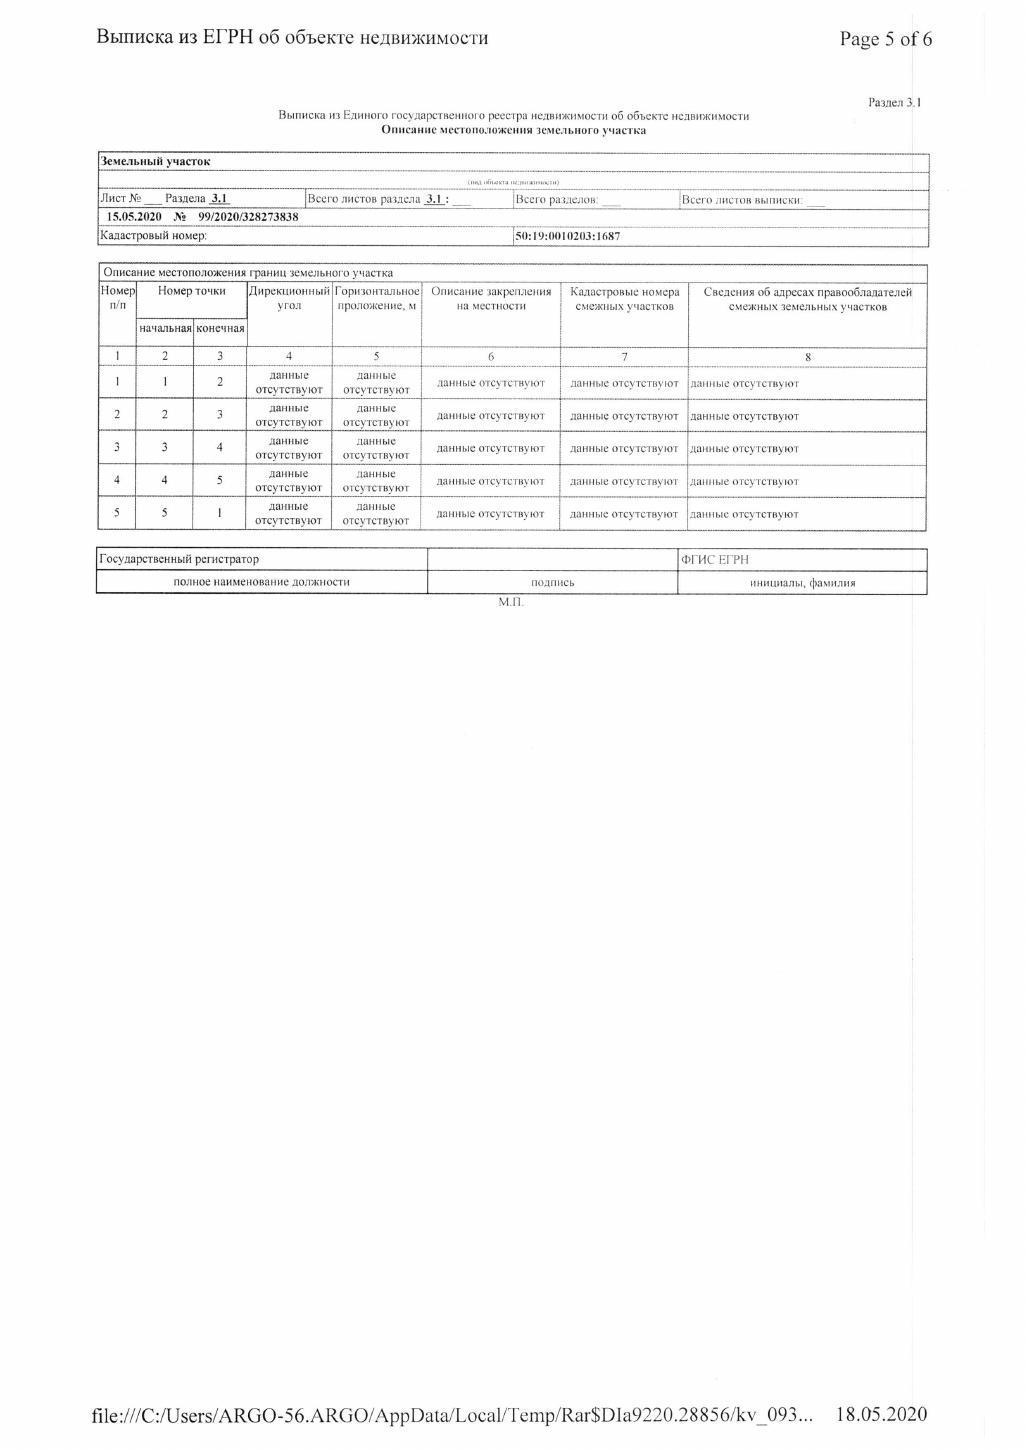 Выписка из ЕГРН об объекте недвижимости Page 5 of 6
Раздел 3.1
Выписка из Единого государственного реестра недвижимости об объекте недвижимости
Описание местоположения земельного участка
Земельный участок
(вид объекта недвижимости)
Лист № ___ Раздела 3.1 Всего листов раздела 3.1 : ___ Всего разделов: ___ Всего листов выписки: ___
15.05.2020 № 99/2020/328273838
Кадастровый номер: 50:19:0010203:1687
Описание местоположения границ земельного участка
Номер Номер точки Дирекционный Горизонтальное Описание закрепления Кадастровые номера Сведения об адресах правообладателей
п/п угол проложение, м на местности смежных участков смежных земельных участков
начальная конечная
1 2 3 4 5 6 7 8
данные данные
1 1 2 данные отсутствуют данные отсутствуют данные отсутствуют
отсутствуют отсутствуют
данные данные
2 2 3 данные отсутствуют данные отсутствуют данные отсутствуют
отсутствуют отсутствуют
данные данные
3 3 4 данные отсутствуют данные отсутствуют данные отсутствуют
отсутствуют отсутствуют
данные данные
4 4 5 данные отсутствуют данные отсутствуют данные отсутствуют
отсутствуют отсутствуют
данные данные
5 5 1 данные отсутствуют данные отсутствуют данные отсутствуют
отсутствуют отсутствуют
Государственный регистратор ФГИС ЕГРН
полное наименование должности подпись инициалы, фамилия
М.П.
file:///C:/Users/ARGO-56.ARGO/AppData/Local/Temp/Rar$DIa9220.28856/kv_093... 18.05.2020